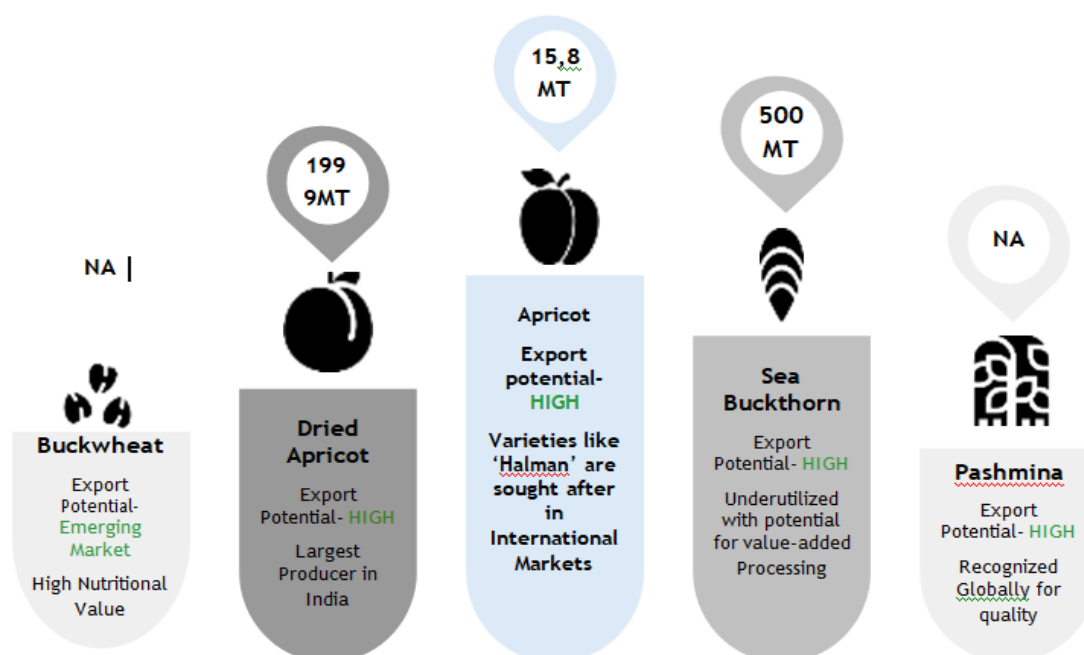 NA
Buckwheat
Export
Potential-
Emerging
Market
High Nutritional
Value
199
9MT
Dried
Apricot
Export
Potential- HIGH
Largest
Producer in
India
15,8
MT
Apricot
Export
potential-
HIGH
Varieties like
‘Halman’ are
sought after
in
International
Markets
500
MT
Sea
Buckthorn
Export
Potential- HIGH
Underutilized
with potential
for value-added
Processing
NA
Pashmina
Export
Potential- HIGH
Recognized
Globally for
quality